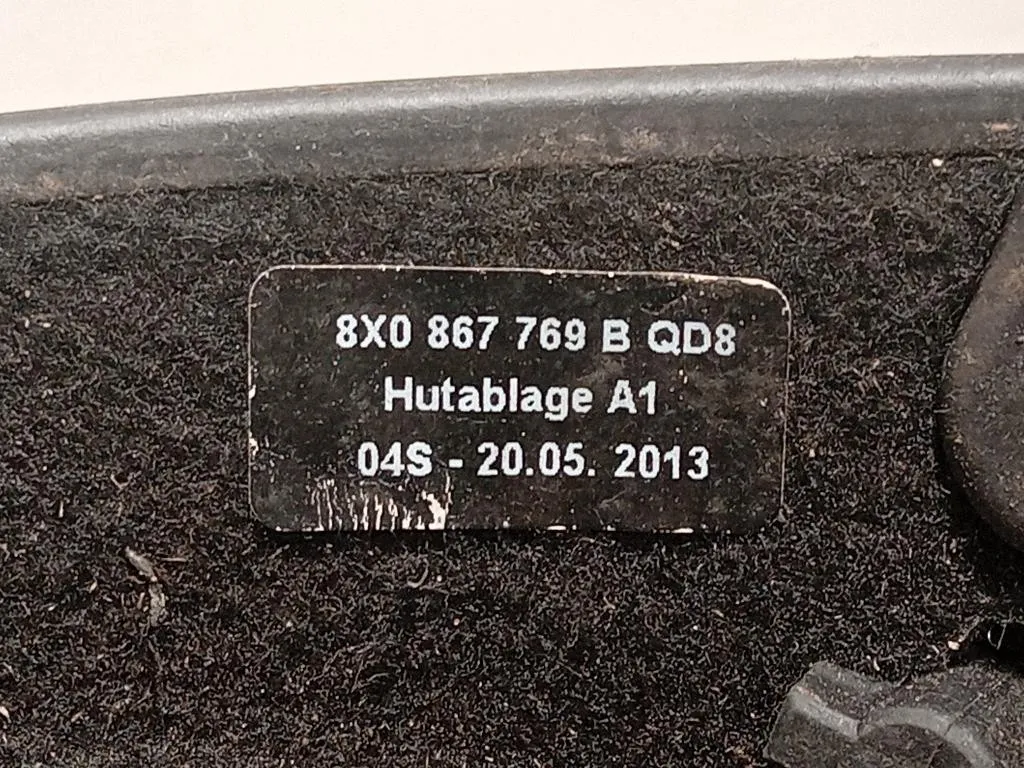 8X0 867 769 B QD8
Hutablage A1
04S - 20.05. 2013